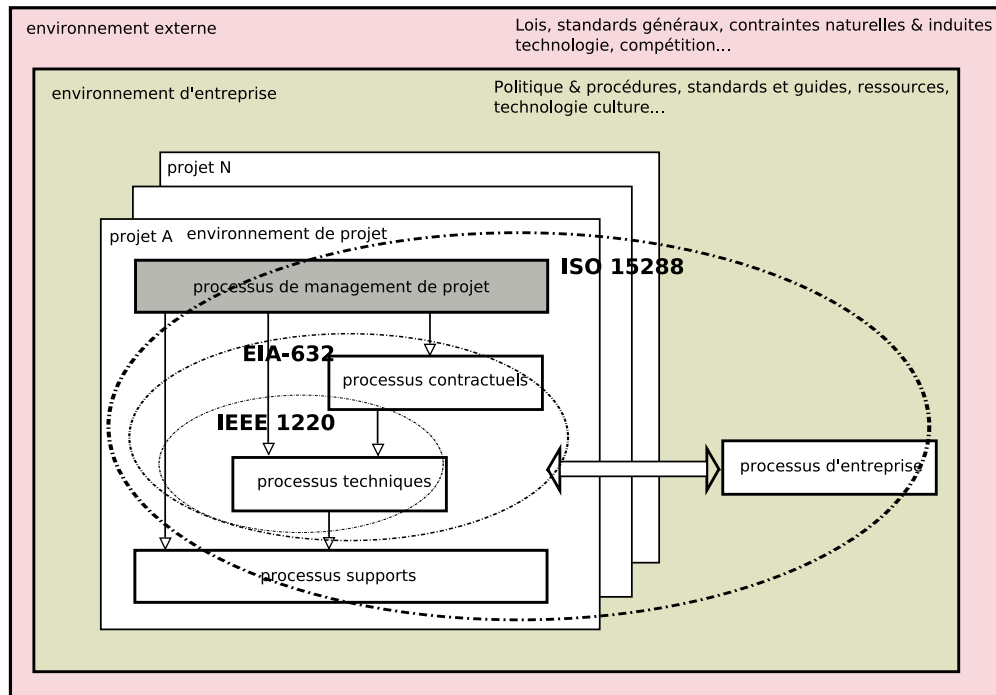 environnement externe
Lois, standards généraux, contraintes naturelles & induites
technologie, compétition...
environnement d'entreprise
Politique & procédures, standards et guides, ressources,
technologie culture...
projet N
projet A
environnement de projet
ISO 15288
processus de management de projet
EIA-632
processus contractuels
IEEE 1220
processus techniques
processus d'entreprise
processus supports